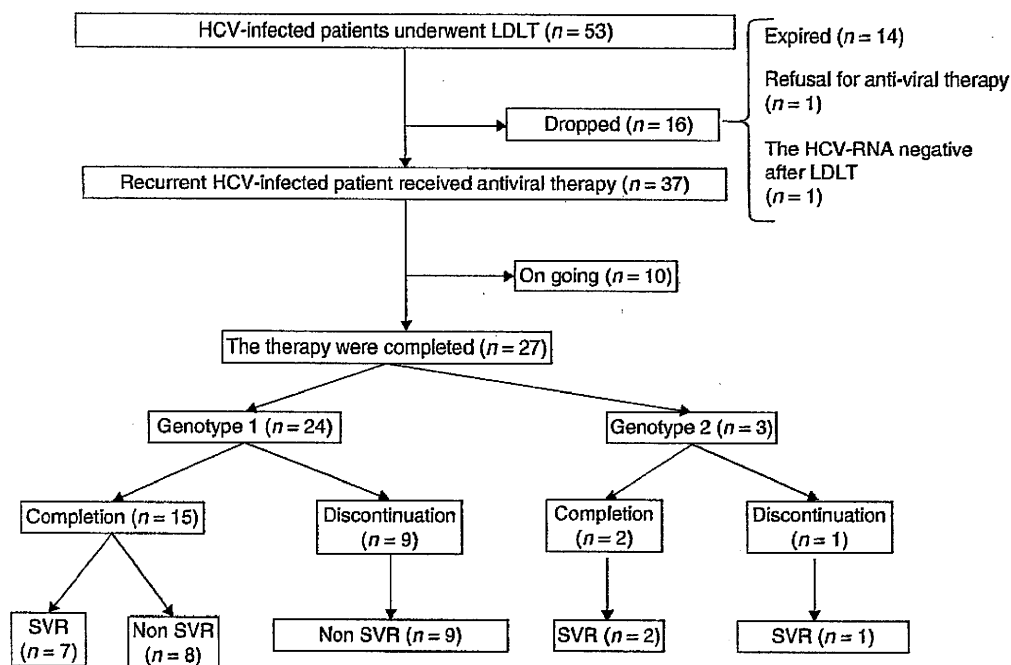 HCV-infected patients underwent LDLT (n = 53)
Expired (n = 14)
Refusal for anti-viral therapy
(n = 1)
Dropped (n = 16)
The HCV-RNA negative
after LDLT
(n = 1)
Recurrent HCV-infected patient received antiviral therapy (n = 37)
On going (n = 10)
The therapy were completed (n = 27)
Genotype 1 (n = 24)
Genotype 2 (n = 3)
Completion (n = 15)
Discontinuation
(n = 9)
Completion
(n = 2)
Discontinuation
(n = 1)
SVR
(n = 7)
Non SVR
(n = 8)
Non SVR (n = 9)
SVR (n = 2)
SVR (n = 1)